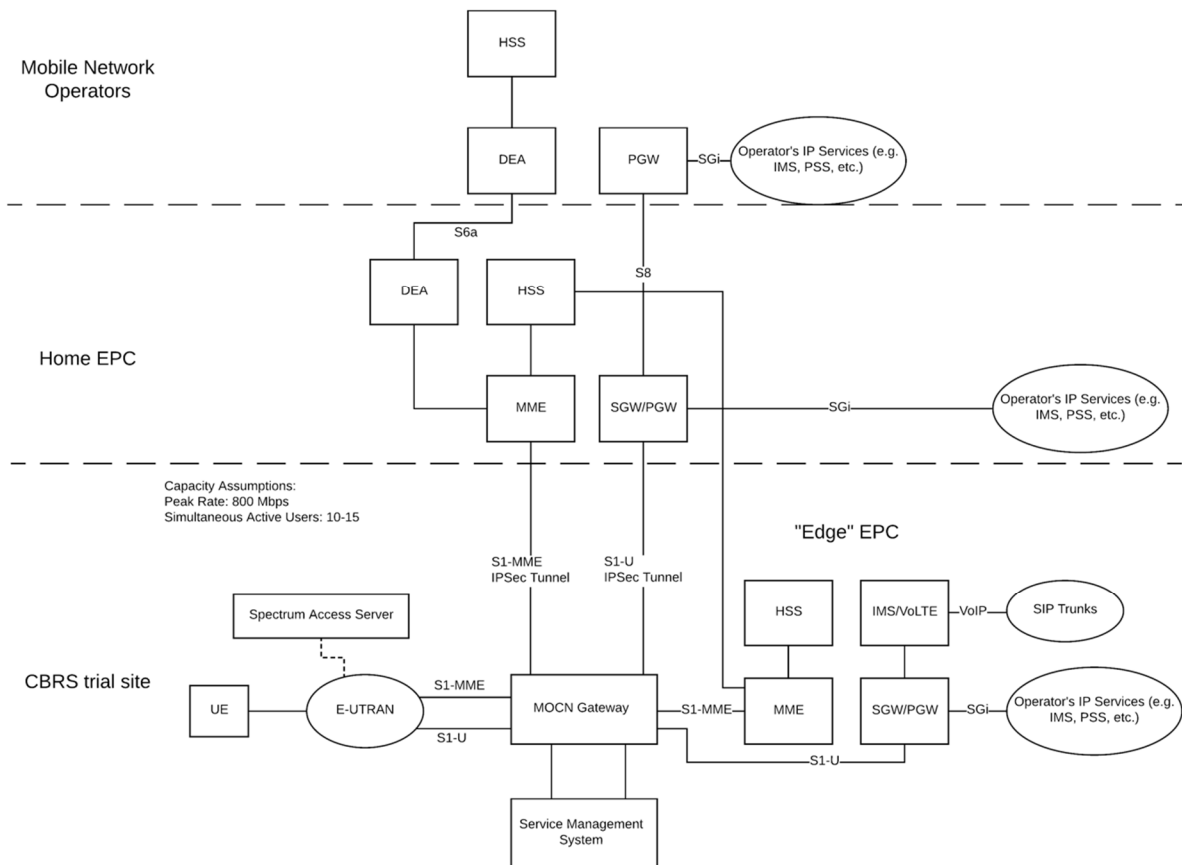 HSS
Mobile Network
Operators
DEA
PGW
SGi
Operator's IP Services (e.g.
IMS, PSS, etc.)
S6a
DEA
HSS
S8
Home EPC
MME
SGW/PGW
SGi
Operator's IP Services (e.g.
IMS, PSS, etc.)
Capacity Assumptions:
Peak Rate: 800 Mbps
Simultaneous Active Users: 10-15
"Edge" EPC
S1-MME
IPSec Tunnel
S1-U
IPSec Tunnel
Spectrum Access Server
HSS
IMS/VoLTE
VoIP
SIP Trunks
CBRS trial site
UE
E-UTRAN
S1-MME
S1-U
MOCN Gateway
S1-MME
MME
SGW/PGW
SGi
Operator's IP Services (e.g.
IMS, PSS, etc.)
S1-U
Service Management
System